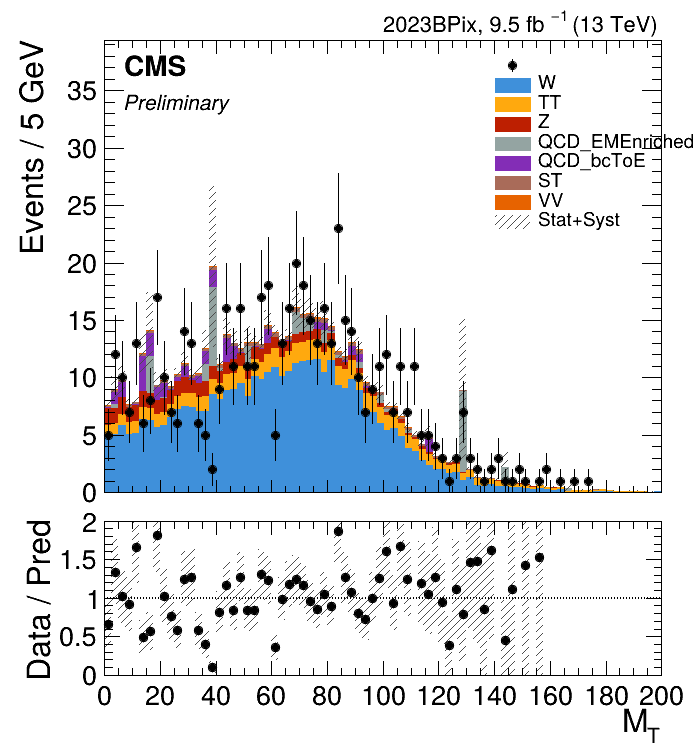 2023BPix, 9.5 fb⁻¹ (13 TeV)
CMS
Preliminary
W
TT
Z
QCD_EMEnriched
QCD_bcToE
ST
VV
Stat+Syst
Events / 5 GeV
35
30
25
20
15
10
5
0
Data / Pred
2
1.5
1
0.5
0
0 20 40 60 80 100 120 140 160 180 200
M_T